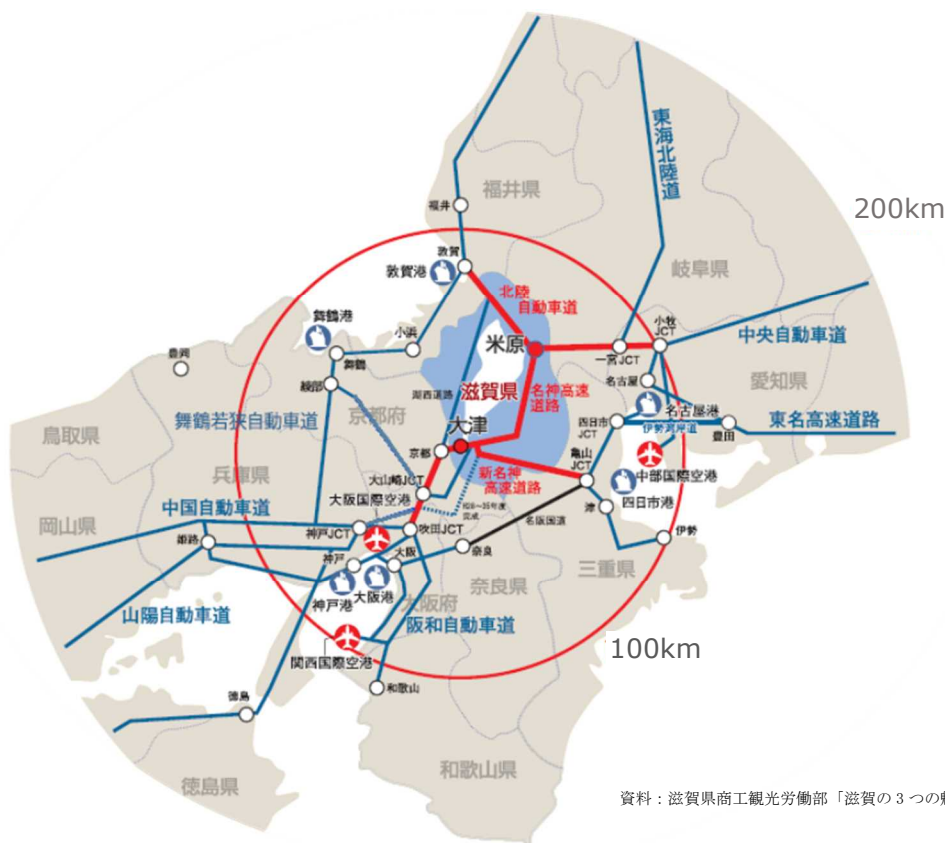 東海北陸道
福井県
福井
200km
敦賀
敦賀港
岐阜県
北陸
自動車道
舞鶴港
小牧
JCT
小浜
中央自動車道
米原
一宮JCT
豊岡
舞鶴
名古屋
愛知県
綾部
滋賀県
名神高速
道路
湖西道路
名古屋港
京都府
舞鶴若狭自動車道
大津
四日市
JCT
伊勢湾岸道
東名高速道路
豊田
鳥取県
京都
亀山
JCT
中部国際空港
兵庫県
新名神
高速道路
大山崎JCT
大阪国際空港
四日市港
中国自動車道
津
岡山県
神戸JCT
吹田JCT
名阪国道
完成
姫路
伊勢
奈良
神戸
大阪
三重県
奈良県
神戸港
大阪港
大阪府
山陽自動車道
阪和自動車道
100km
関西国際空港
和歌山
徳島
和歌山県
徳島県
資料:滋賀県商工観光労働部「滋賀の3つの